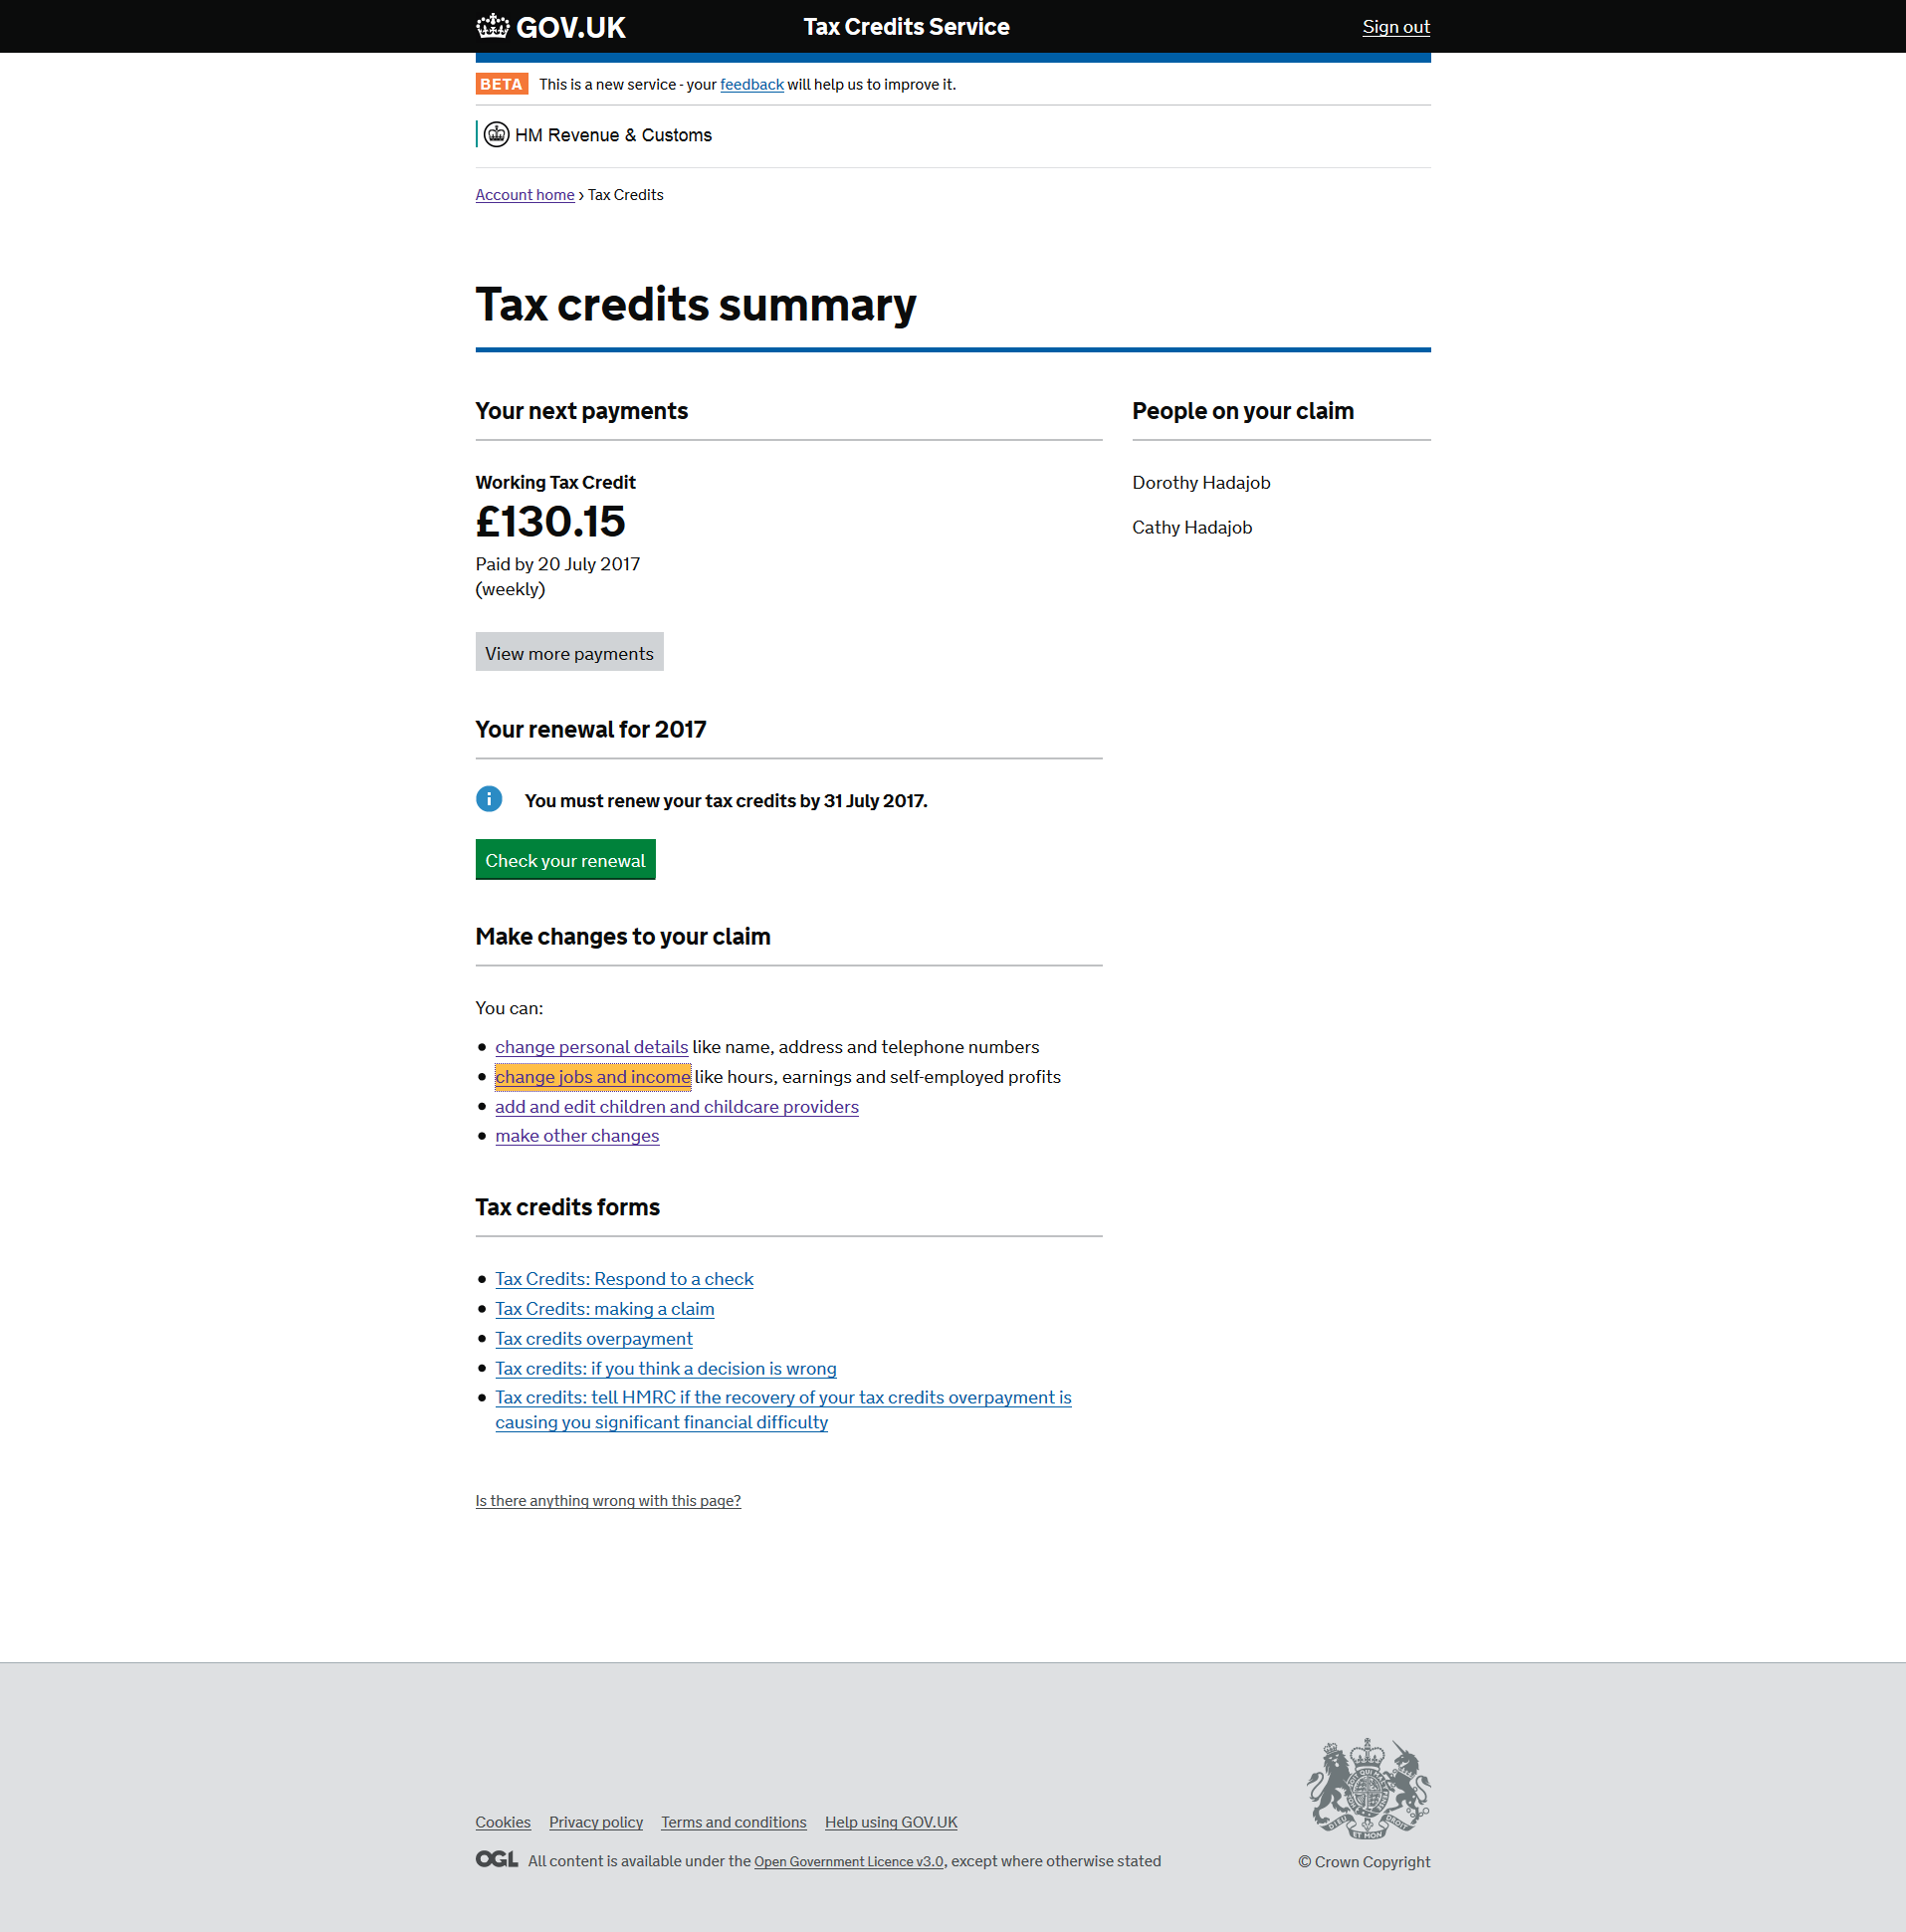 GOV.UK Tax Credits Service Sign out
BETA This is a new service - your feedback will help us to improve it.
HM Revenue & Customs
Account home › Tax Credits
Tax credits summary
Your next payments
Working Tax Credit
£130.15
Paid by 20 July 2017
(weekly)
View more payments
People on your claim
Dorothy Hadajob
Cathy Hadajob
Your renewal for 2017
You must renew your tax credits by 31 July 2017.
Check your renewal
Make changes to your claim
You can:
• change personal details like name, address and telephone numbers
• change jobs and income like hours, earnings and self-employed profits
• add and edit children and childcare providers
• make other changes
Tax credits forms
• Tax Credits: Respond to a check
• Tax Credits: making a claim
• Tax credits overpayment
• Tax credits: if you think a decision is wrong
• Tax credits: tell HMRC if the recovery of your tax credits overpayment is
causing you significant financial difficulty
Is there anything wrong with this page?
Cookies Privacy policy Terms and conditions Help using GOV.UK
OGL All content is available under the Open Government Licence v3.0, except where otherwise stated
DIEU ET MON DROIT
© Crown Copyright